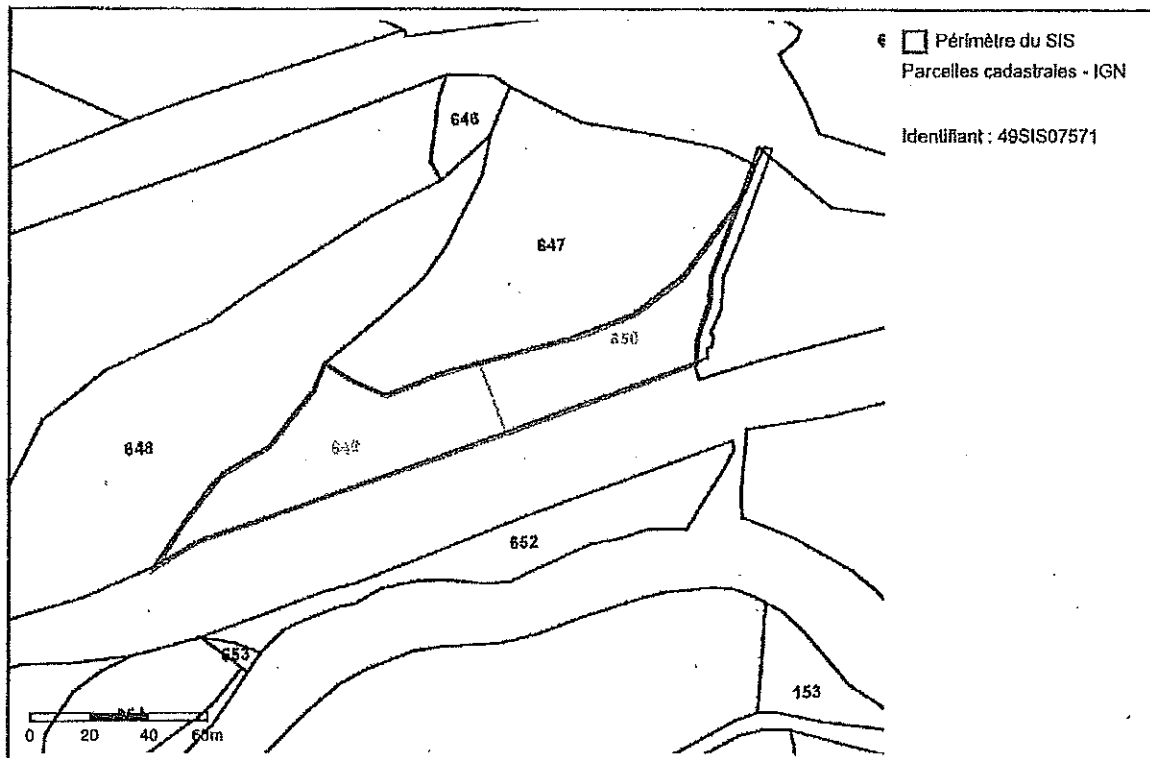 6 Périmètre du SIS
Parcelles cadastrales - IGN
Identifiant : 49SIS07571
646
647
650
648
649
652
653
153
0 20 40 60m